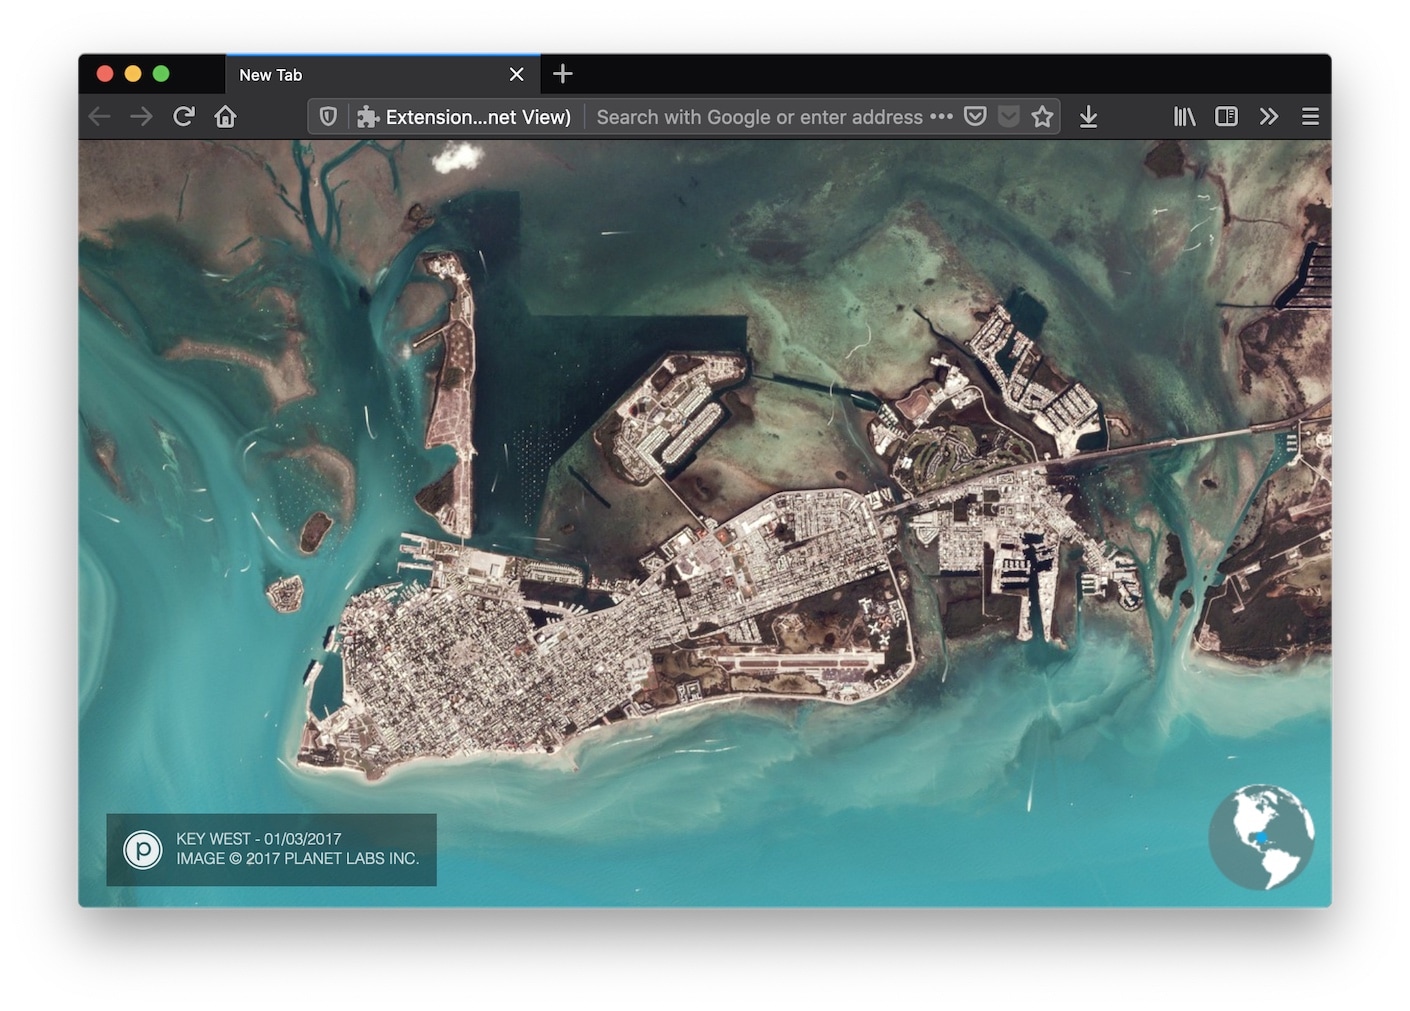 New Tab
Extension...net View) Search with Google or enter address
p
KEY WEST - 01/03/2017
IMAGE © 2017 PLANET LABS INC.